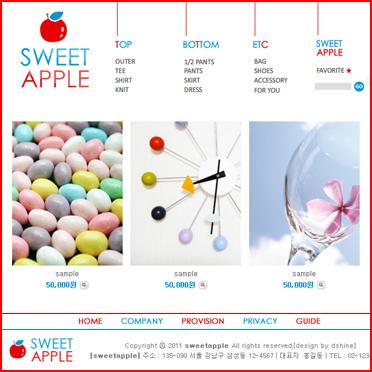 SWEET
APPLE
TOP
OUTER
TEE
SHIRT
KNIT
BOTTOM
1/2 PANTS
PANTS
SKIRT
DRESS
ETC
BAG
SHOES
ACCESSORY
FOR YOU
SWEET
APPLE
FAVORITE ★
GO
sample
50,000원
sample
50,000원
sample
50,000원
HOME COMPANY PROVISION PRIVACY GUIDE
SWEET
APPLE
Copyright ⓒ 2011 sweetapple All rights reserved.[design by dshine]
[sweetapple] 주소 : 135-090 서울 강남구 삼성동 12-4567 | 대표자 : 홍길동 | TEL : 02-123